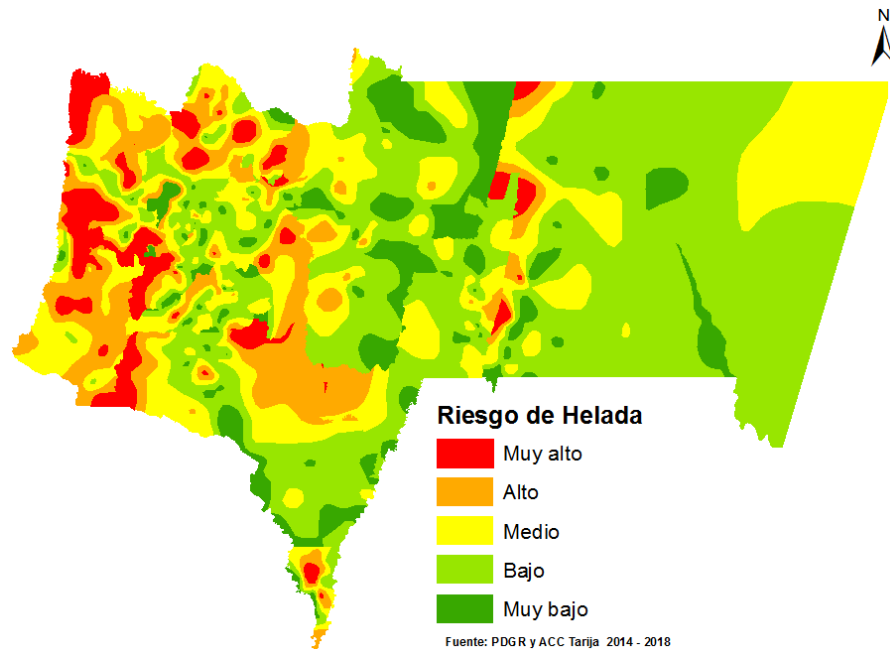 N
Riesgo de Helada
Muy alto
Alto
Medio
Bajo
Muy bajo
Fuente: PDGR y ACC Tarija 2014 - 2018